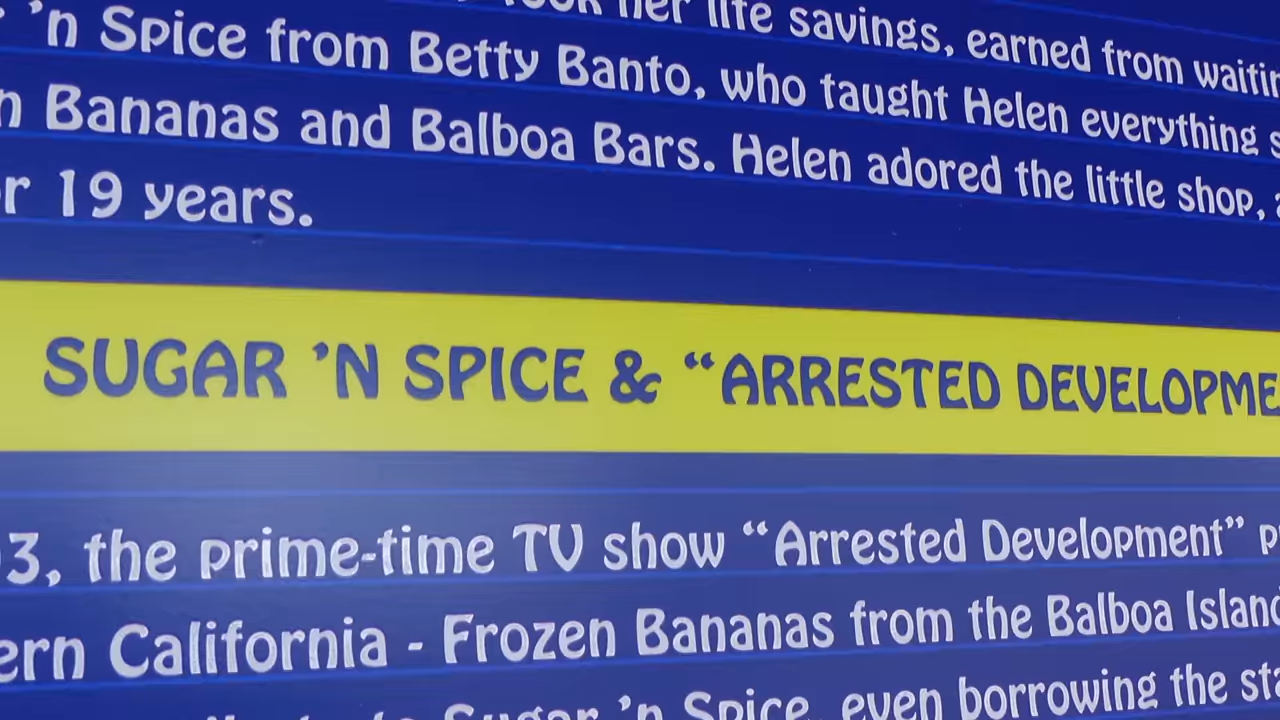 her life savings, earned from
'n Spice from Betty Banto, who taught Helen everything
Bananas and Balboa Bars. Helen adored the little shop,
19 years.
SUGAR 'N SPICE & “ARRESTED DEVELOPME
3, the prime-time TV show “Arrested Development”
ern California - Frozen Bananas from the Balboa Island
Sugar 'n Spice, even borrowing the